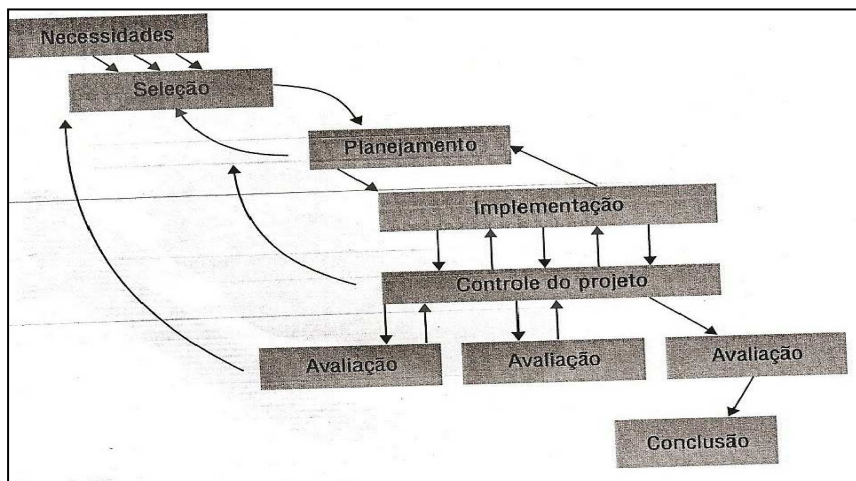 Necessidades
Seleção
Planejamento
Implementação
Controle do projeto
Avaliação
Avaliação
Avaliação
Conclusão